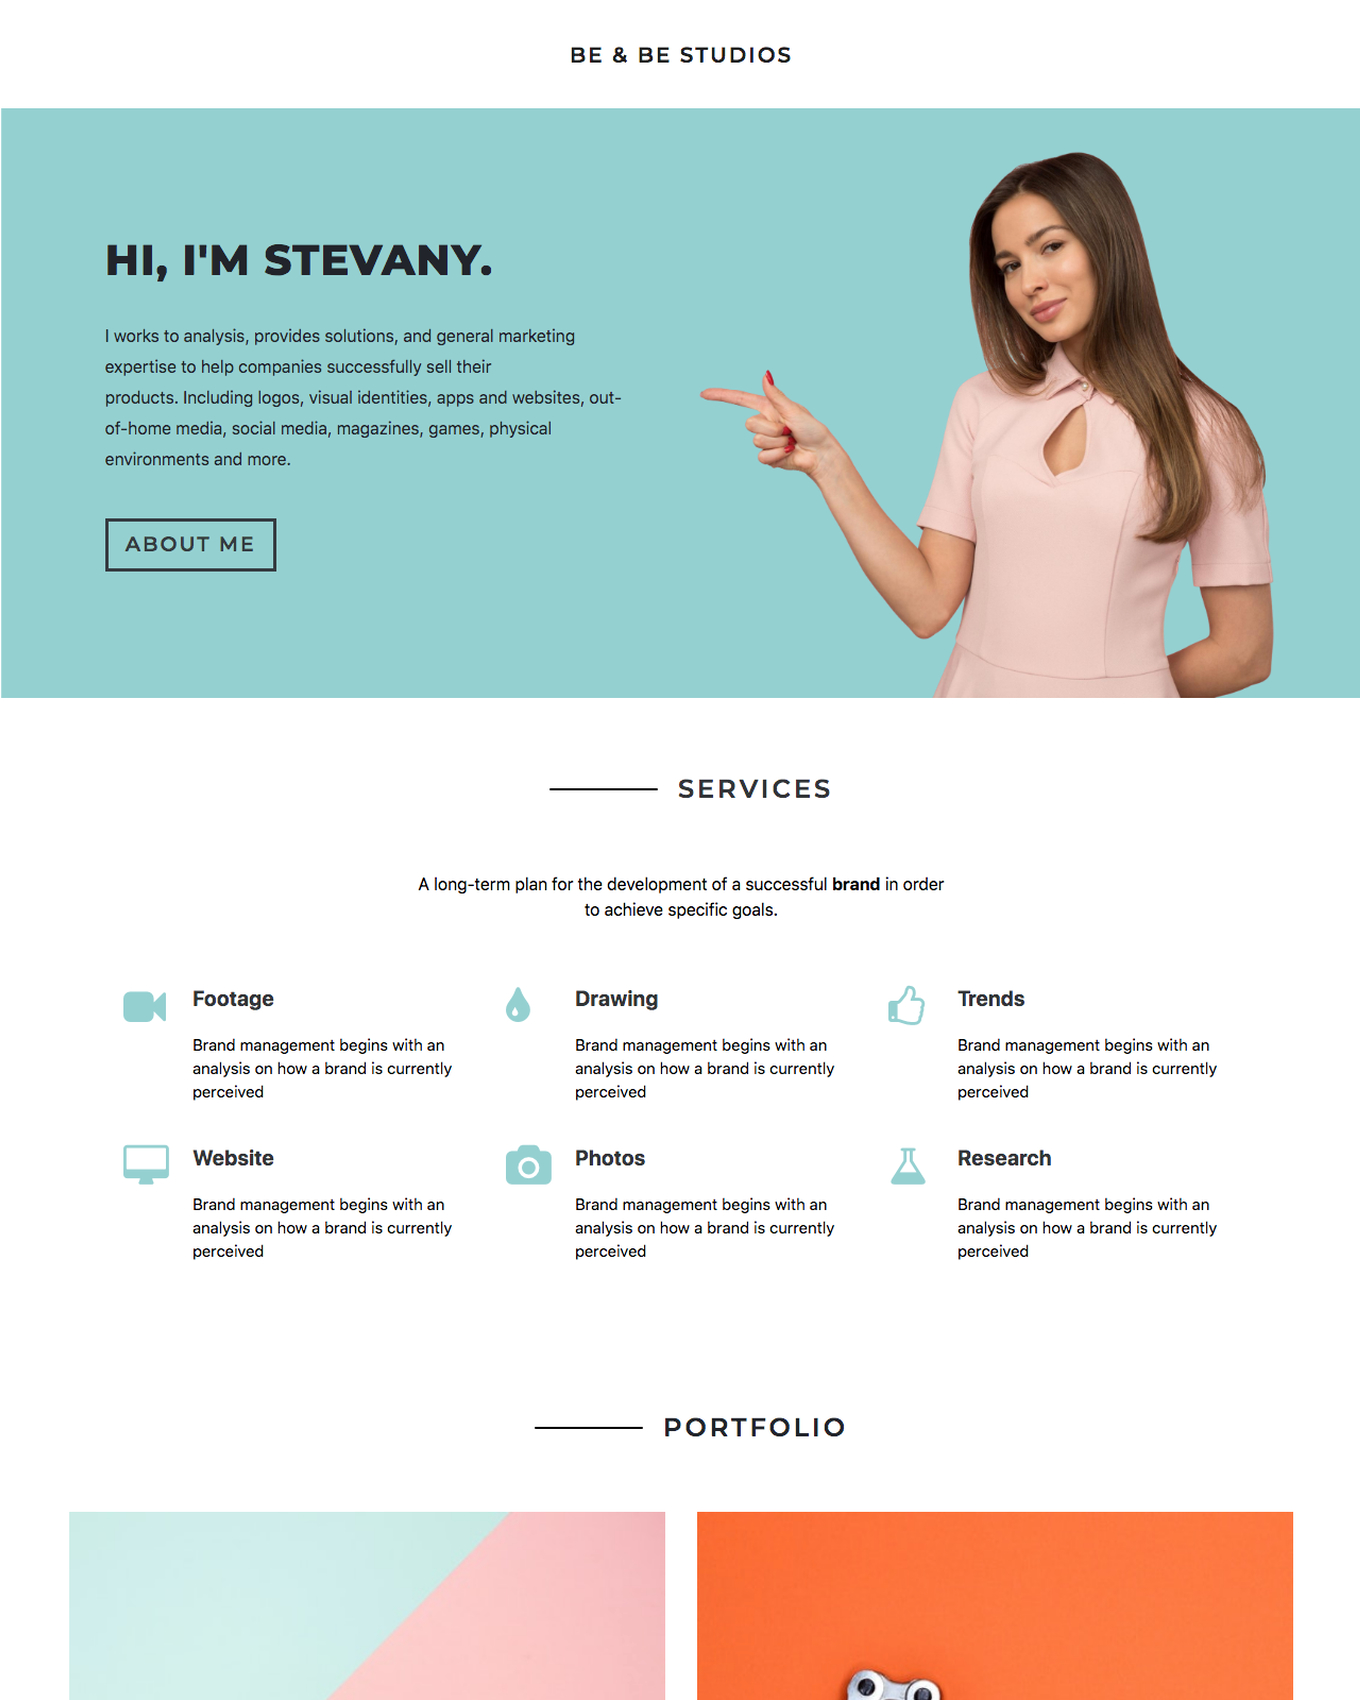 BE & BE STUDIOS
HI, I'M STEVANY.
I works to analysis, provides solutions, and general marketing
expertise to help companies successfully sell their
products. Including logos, visual identities, apps and websites, out-
of-home media, social media, magazines, games, physical
environments and more.
ABOUT ME
SERVICES
A long-term plan for the development of a successful brand in order
to achieve specific goals.
Footage
Brand management begins with an
analysis on how a brand is currently
perceived
Drawing
Brand management begins with an
analysis on how a brand is currently
perceived
Trends
Brand management begins with an
analysis on how a brand is currently
perceived
Website
Brand management begins with an
analysis on how a brand is currently
perceived
Photos
Brand management begins with an
analysis on how a brand is currently
perceived
Research
Brand management begins with an
analysis on how a brand is currently
perceived
PORTFOLIO